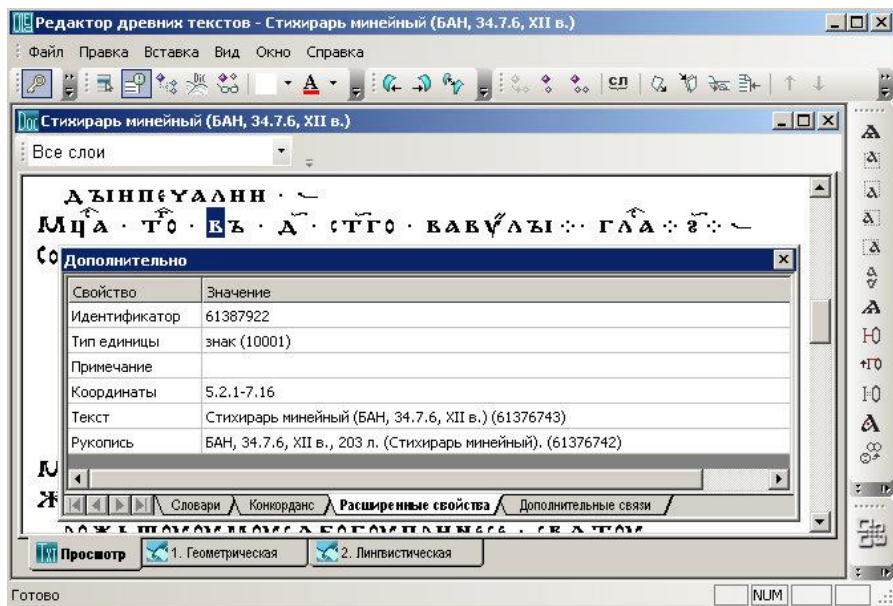 Редактор древних текстов - Стихирарь минейный (БАН, 34.7.6, XII в.)
Файл Правка Вставка Вид Окно Справка
сл
Стихирарь минейный (БАН, 34.7.6, XII в.)
Все слои
Дополнительно
Свойство Значение
Идентификатор 61387922
Тип единицы знак (10001)
Примечание
Координаты 5.2.1-7.16
Текст Стихирарь минейный (БАН, 34.7.6, XII в.) (61376743)
Рукопись БАН, 34.7.6, XII в., 203 л. (Стихирарь минейный). (61376742)
Словари Конкорданс Расширенные свойства Дополнительные связи
Просмотр 1. Геометрическая 2. Лингвистическая
Готово NUM